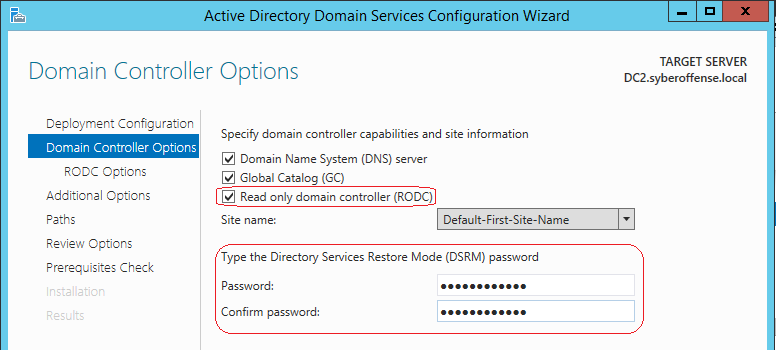 Active Directory Domain Services Configuration Wizard
Domain Controller Options
TARGET SERVER
DC2.syberoffense.local
Deployment Configuration
Domain Controller Options
RODC Options
Additional Options
Paths
Review Options
Prerequisites Check
Installation
Results
Specify domain controller capabilities and site information
Domain Name System (DNS) server
Global Catalog (GC)
Read only domain controller (RODC)
Site name: Default-First-Site-Name
Type the Directory Services Restore Mode (DSRM) password
Password: ●●●●●●●●●●●●
Confirm password: ●●●●●●●●●●●●